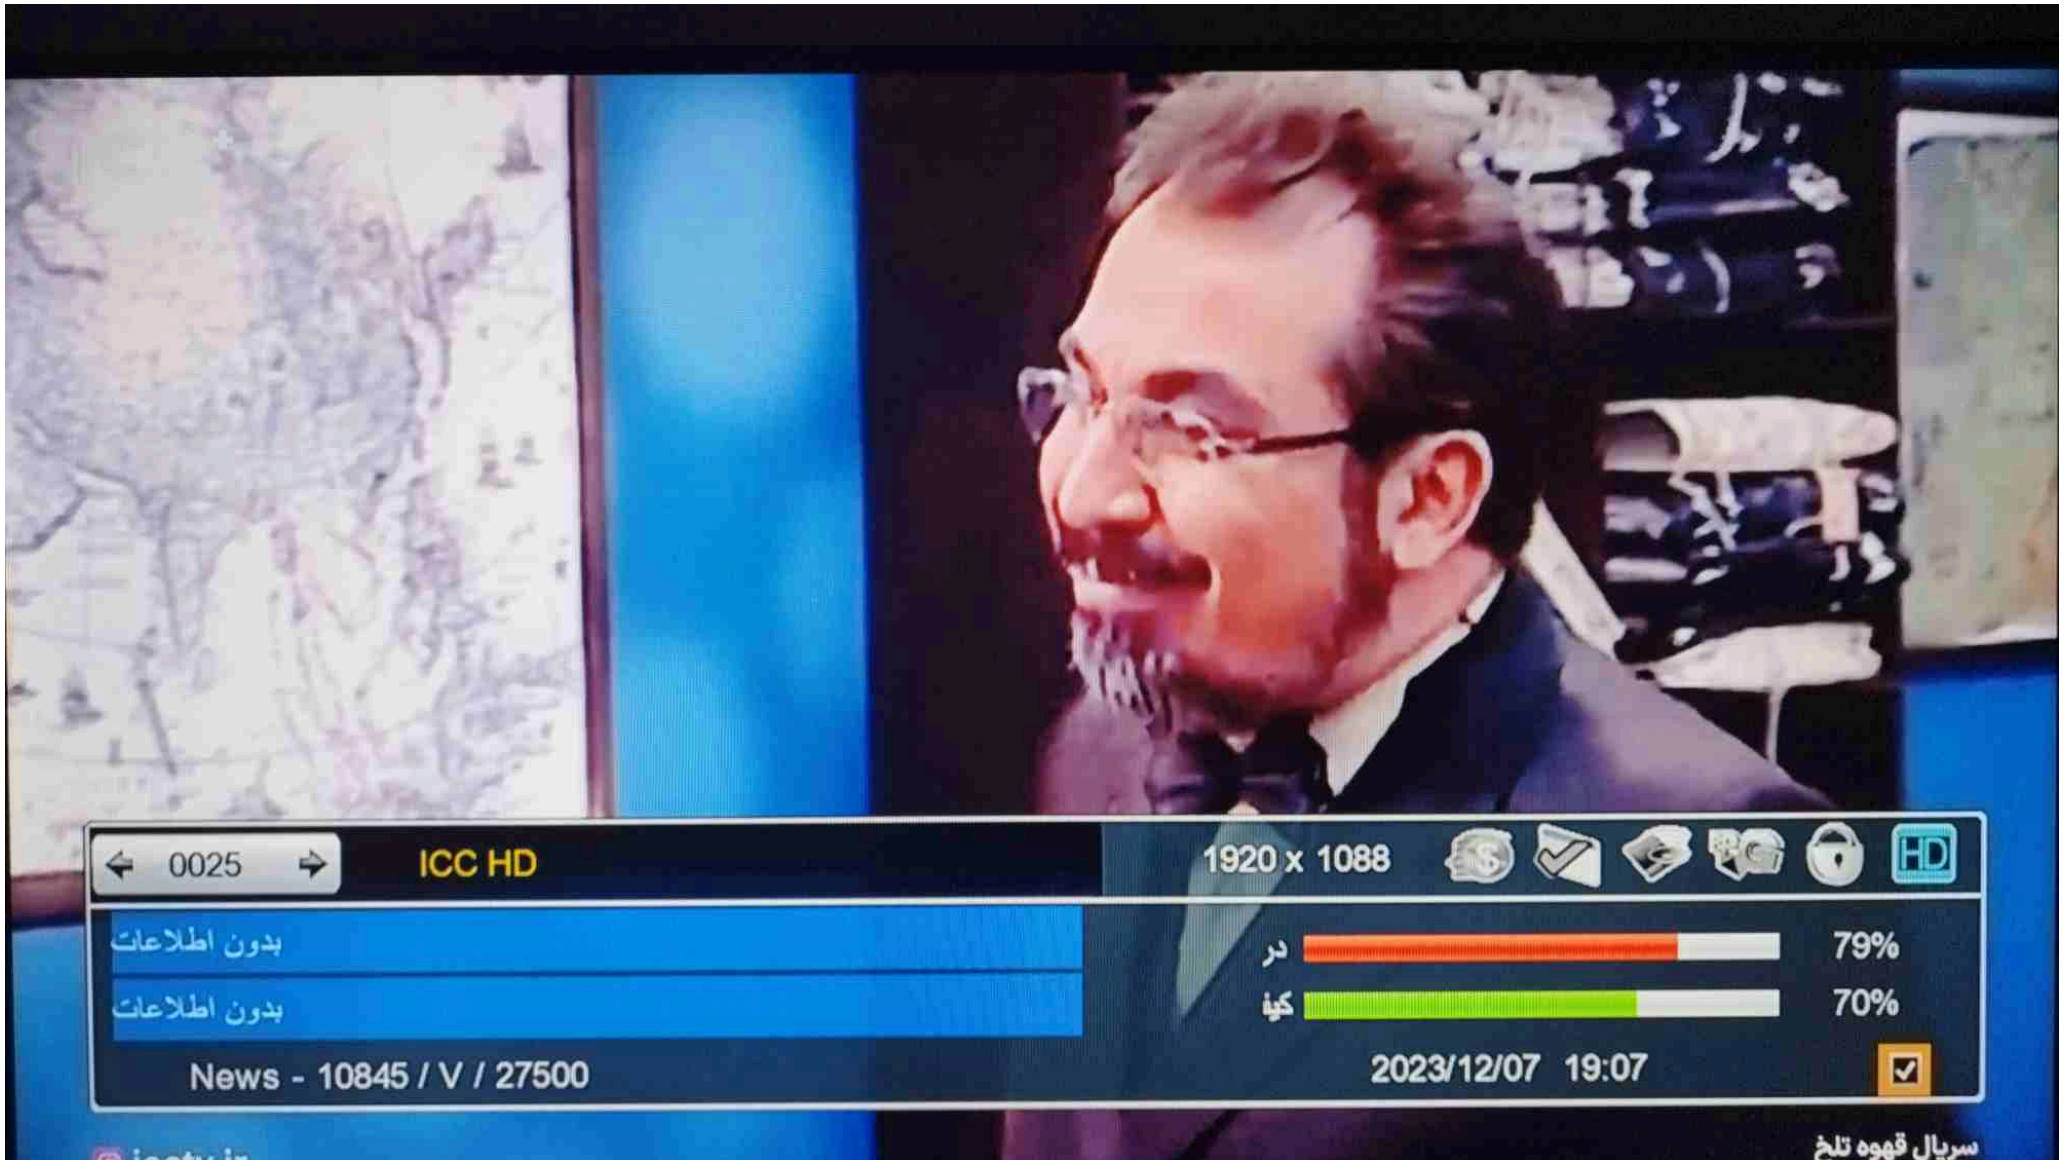 0025
ICC HD
1920 x 1088
HD
بدون اطلاعات
در
79%
بدون اطلاعات
کیف
70%
News - 10845 / V / 27500
2023/12/07 19:07
سریال قهوه تلخ